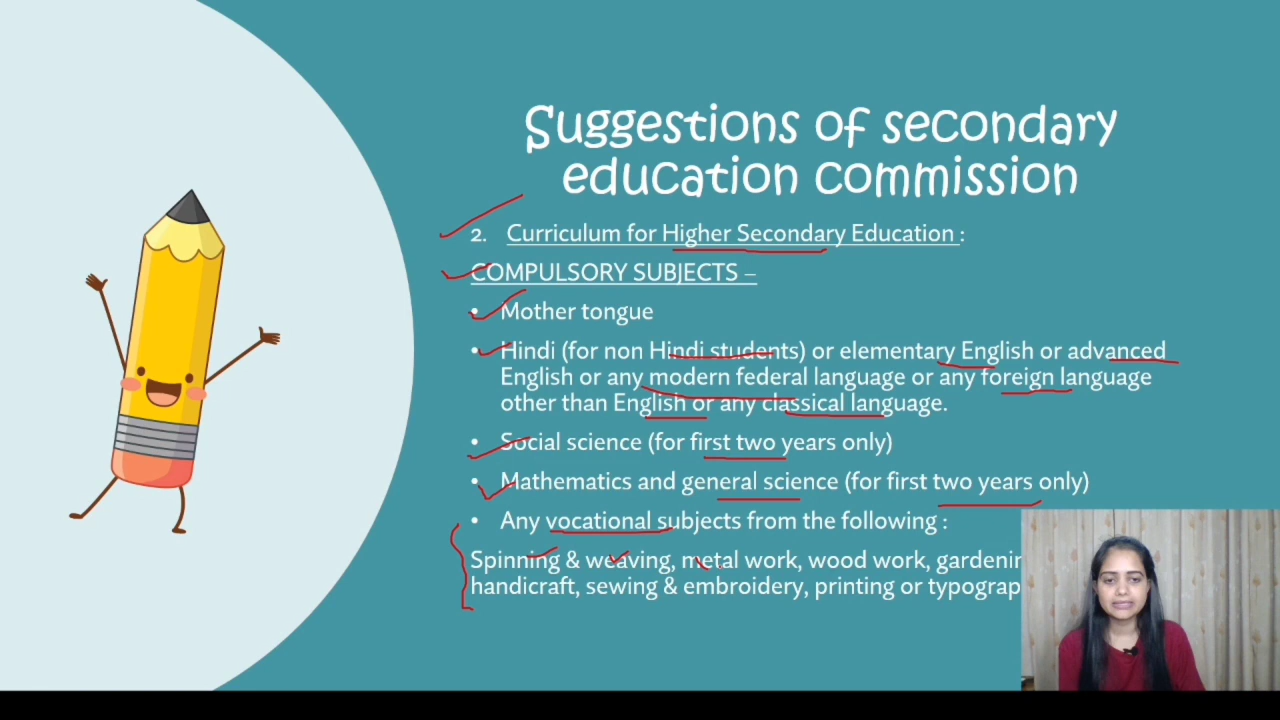 Suggestions of secondary
education commission
2. Curriculum for Higher Secondary Education :
COMPULSORY SUBJECTS –
• Mother tongue
• Hindi (for non Hindi students) or elementary English or advanced
English or any modern federal language or any foreign language
other than English or any classical language.
• Social science (for first two years only)
• Mathematics and general science (for first two years only)
• Any vocational subjects from the following :
Spinning & weaving, metal work, wood work,
handicraft, sewing & embroidery, printing or